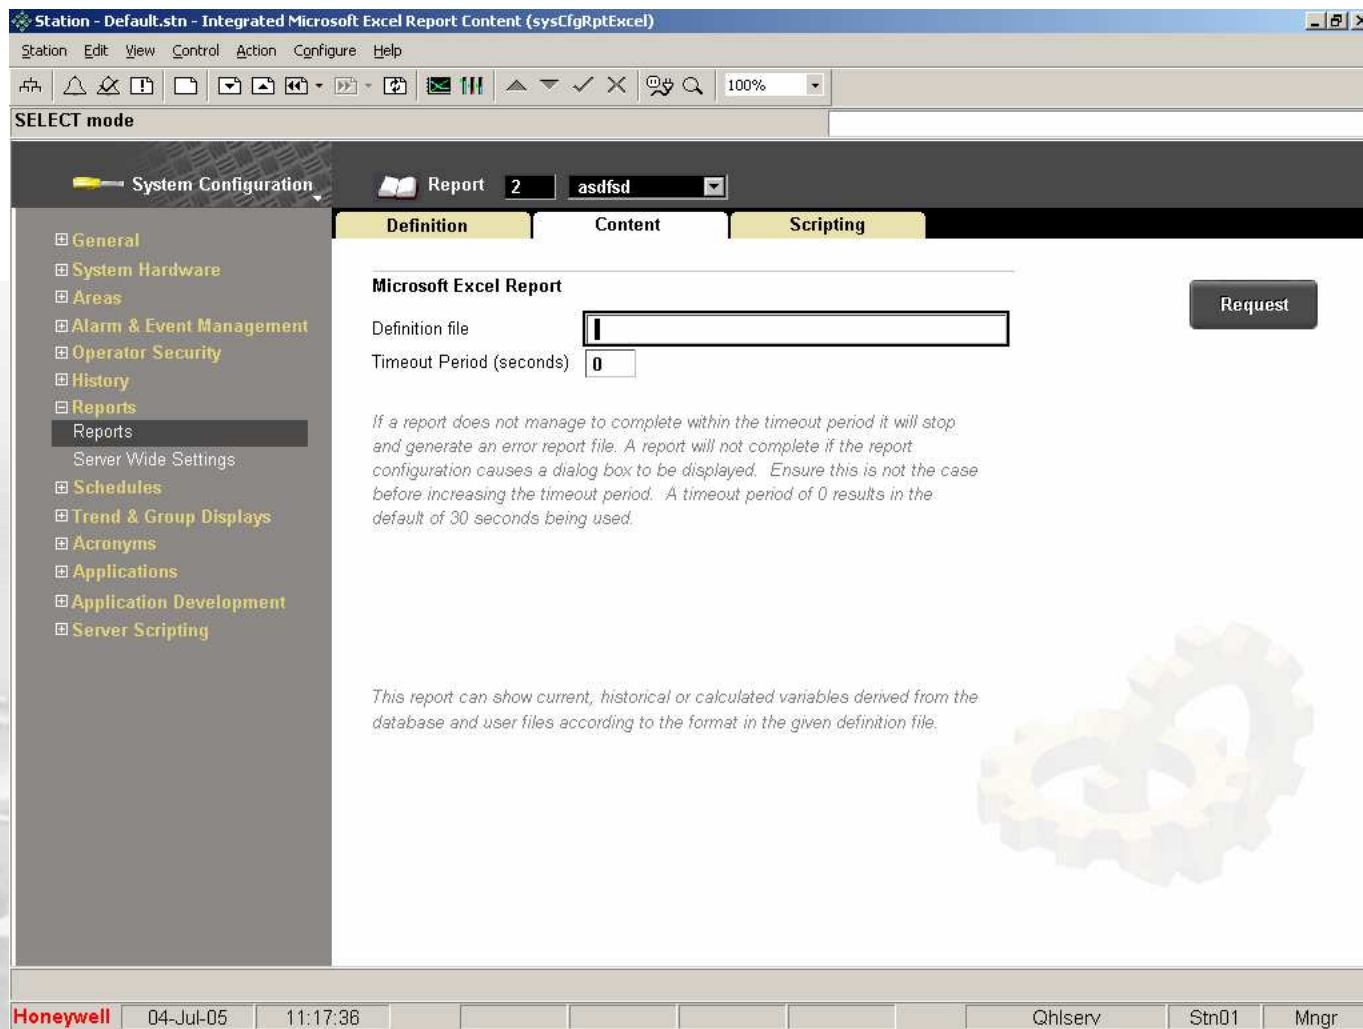 Station - Default.stn - Integrated Microsoft Excel Report Content (sysCfgRptExcel)
Station Edit View Control Action Configure Help
100%
SELECT mode
System Configuration
Report 2 asdfsd
Definition Content Scripting
General
System Hardware
Areas
Alarm & Event Management
Operator Security
History
Reports
Reports
Server Wide Settings
Schedules
Trend & Group Displays
Acronyms
Applications
Application Development
Server Scripting
Microsoft Excel Report
Definition file
Timeout Period (seconds) 0
Request
If a report does not manage to complete within the timeout period it will stop
and generate an error report file. A report will not complete if the report
configuration causes a dialog box to be displayed. Ensure this is not the case
before increasing the timeout period. A timeout period of 0 results in the
default of 30 seconds being used.
This report can show current, historical or calculated variables derived from the
database and user files according to the format in the given definition file.
Honeywell 04-Jul-05 11:17:36 Qhlserv Stn01 Mngr